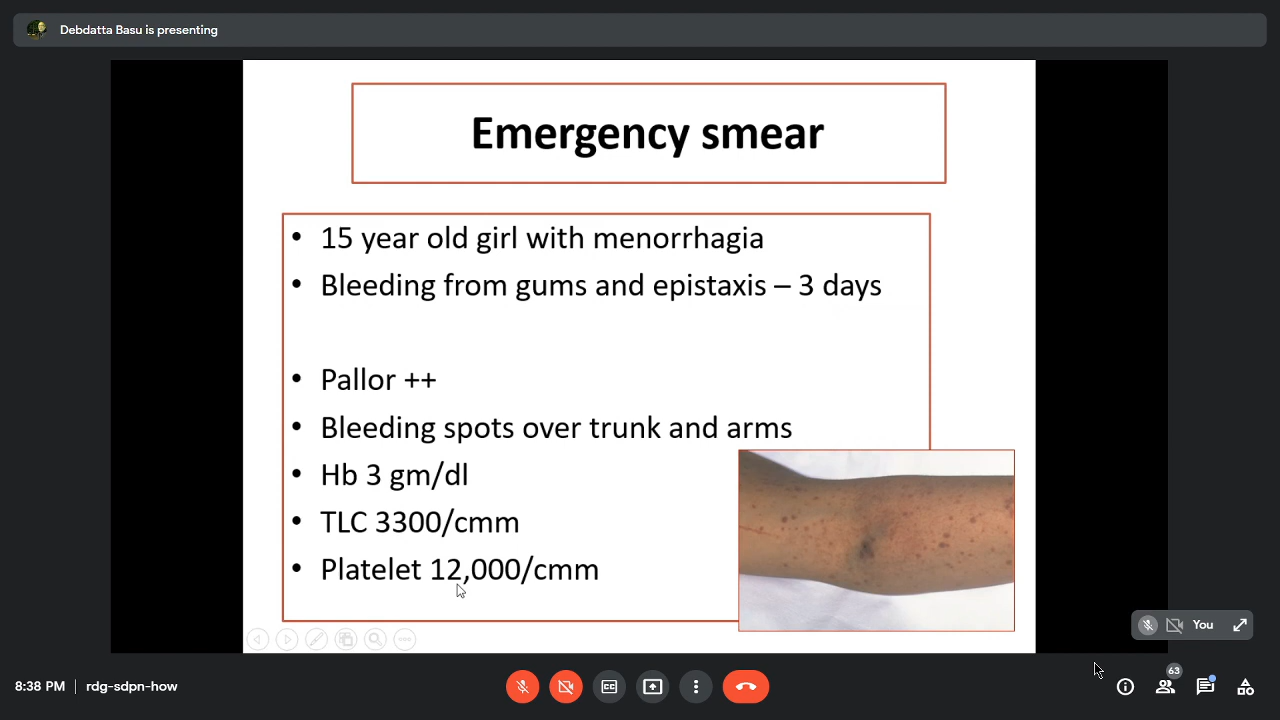 Debdatta Basu is presenting
Emergency smear
• 15 year old girl with menorrhagia
• Bleeding from gums and epistaxis – 3 days
• Pallor ++
• Bleeding spots over trunk and arms
• Hb 3 gm/dl
• TLC 3300/cmm
• Platelet 12,000/cmm
You
8:38 PM | rdg-sdpn-how
CC
63